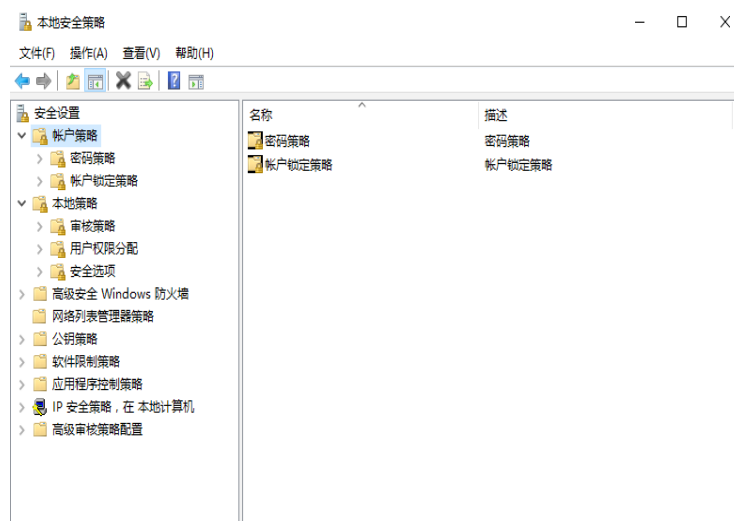 本地安全策略
文件(F) 操作(A) 查看(V) 帮助(H)
安全设置
帐户策略
密码策略
帐户锁定策略
本地策略
审核策略
用户权限分配
安全选项
高级安全 Windows 防火墙
网络列表管理器策略
公钥策略
软件限制策略
应用程序控制策略
IP 安全策略，在 本地计算机
高级审核策略配置
名称 描述
密码策略 密码策略
帐户锁定策略 帐户锁定策略